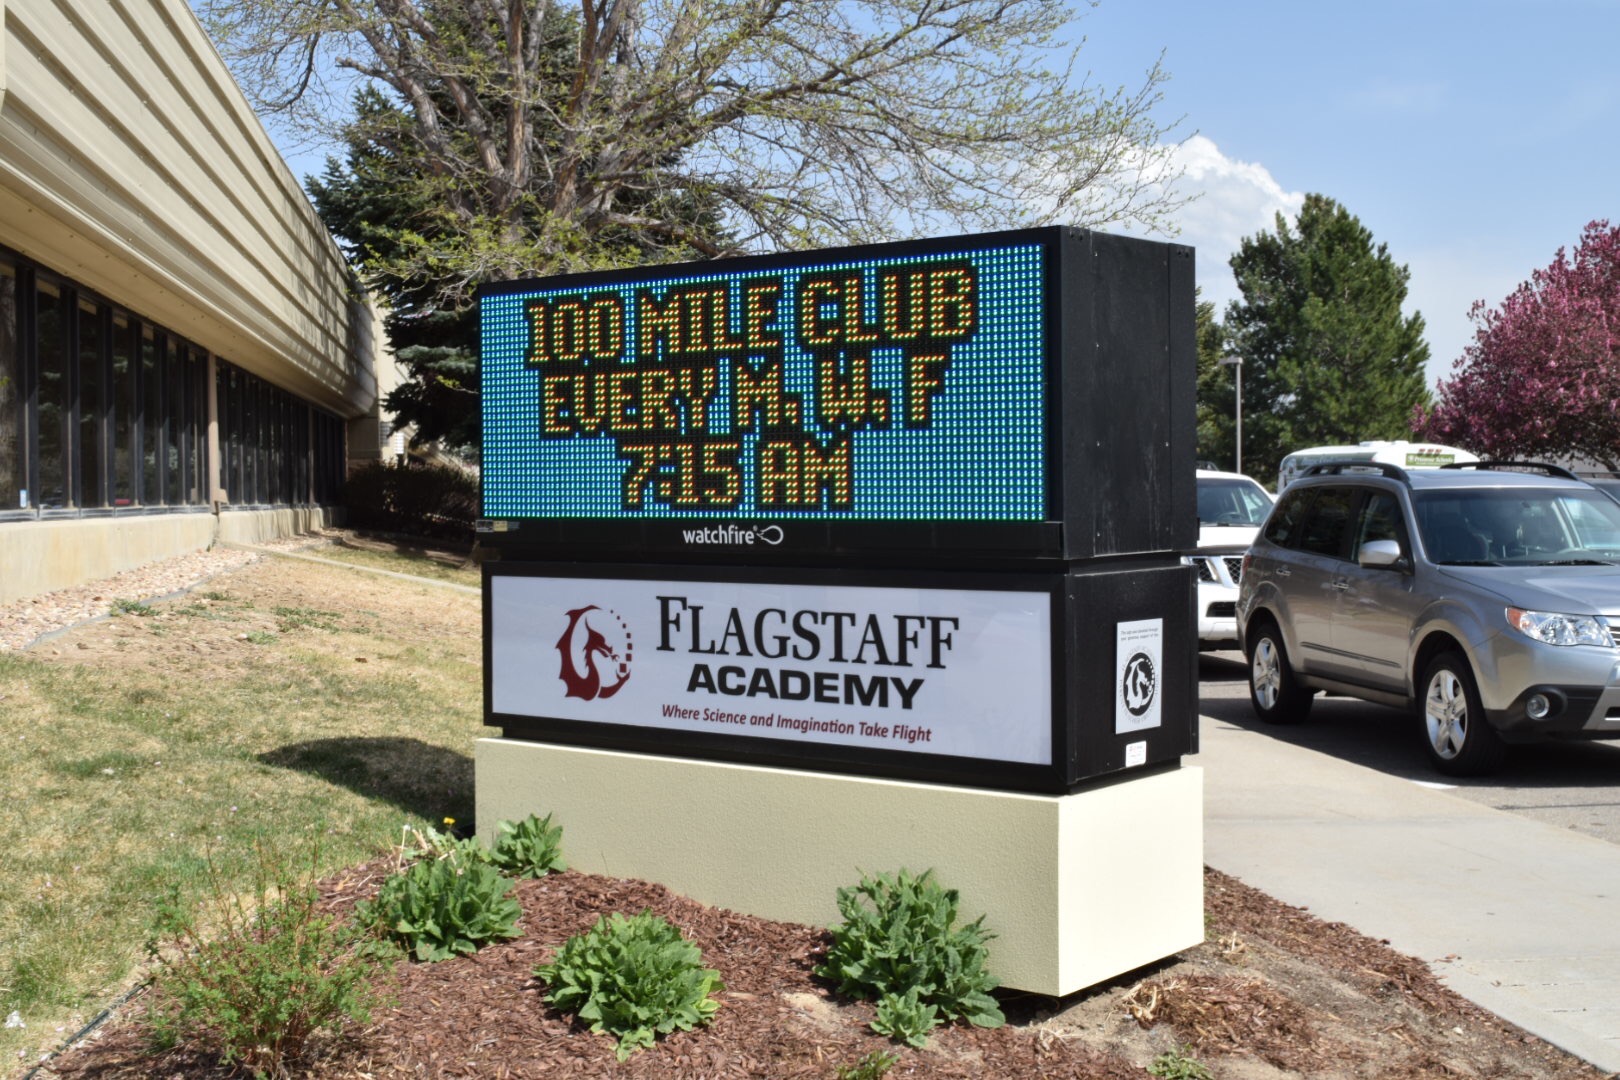 100 MILE CLUB
EVERY M, W, F
7:15 AM
watchfire
FLAGSTAFF
ACADEMY
Where Science and Imagination Take Flight